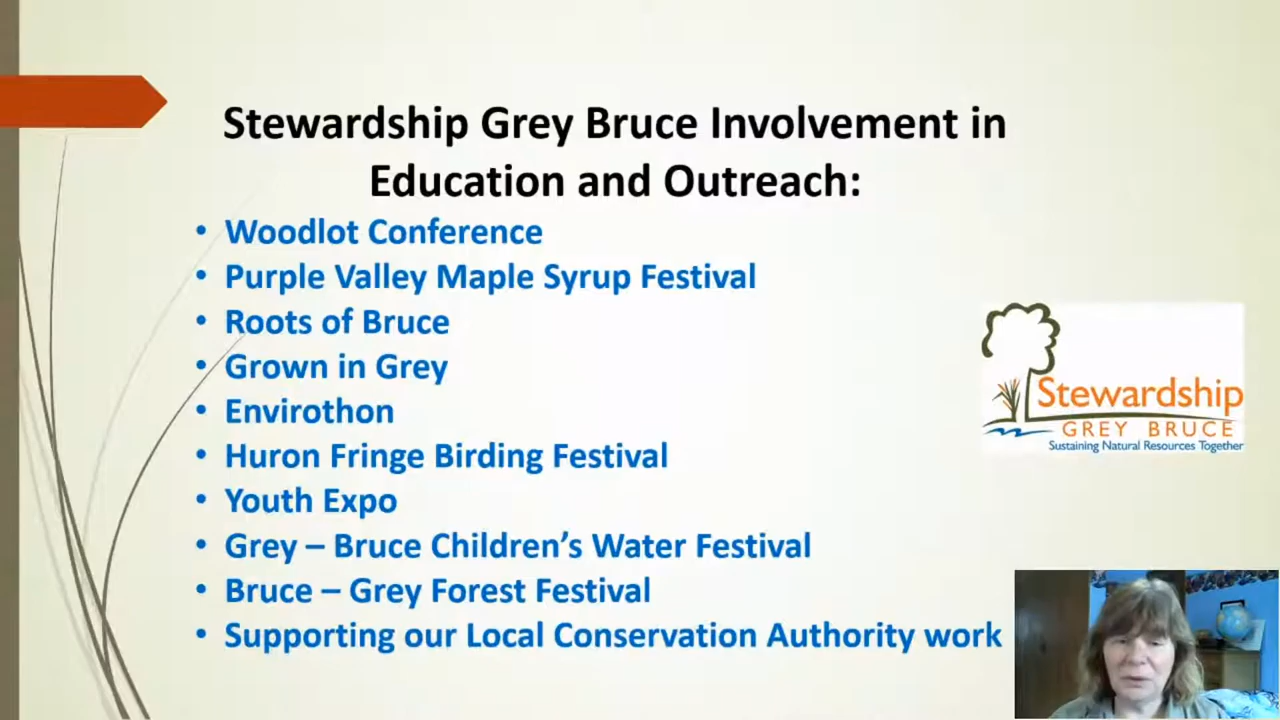 Stewardship Grey Bruce Involvement in
Education and Outreach:
• Woodlot Conference
• Purple Valley Maple Syrup Festival
• Roots of Bruce
• Grown in Grey
• Envirothon
• Huron Fringe Birding Festival
• Youth Expo
• Grey – Bruce Children’s Water Festival
• Bruce – Grey Forest Festival
• Supporting our Local Conservation Authority work
Stewardship
GREY BRUCE
Sustaining Natural Resources Together